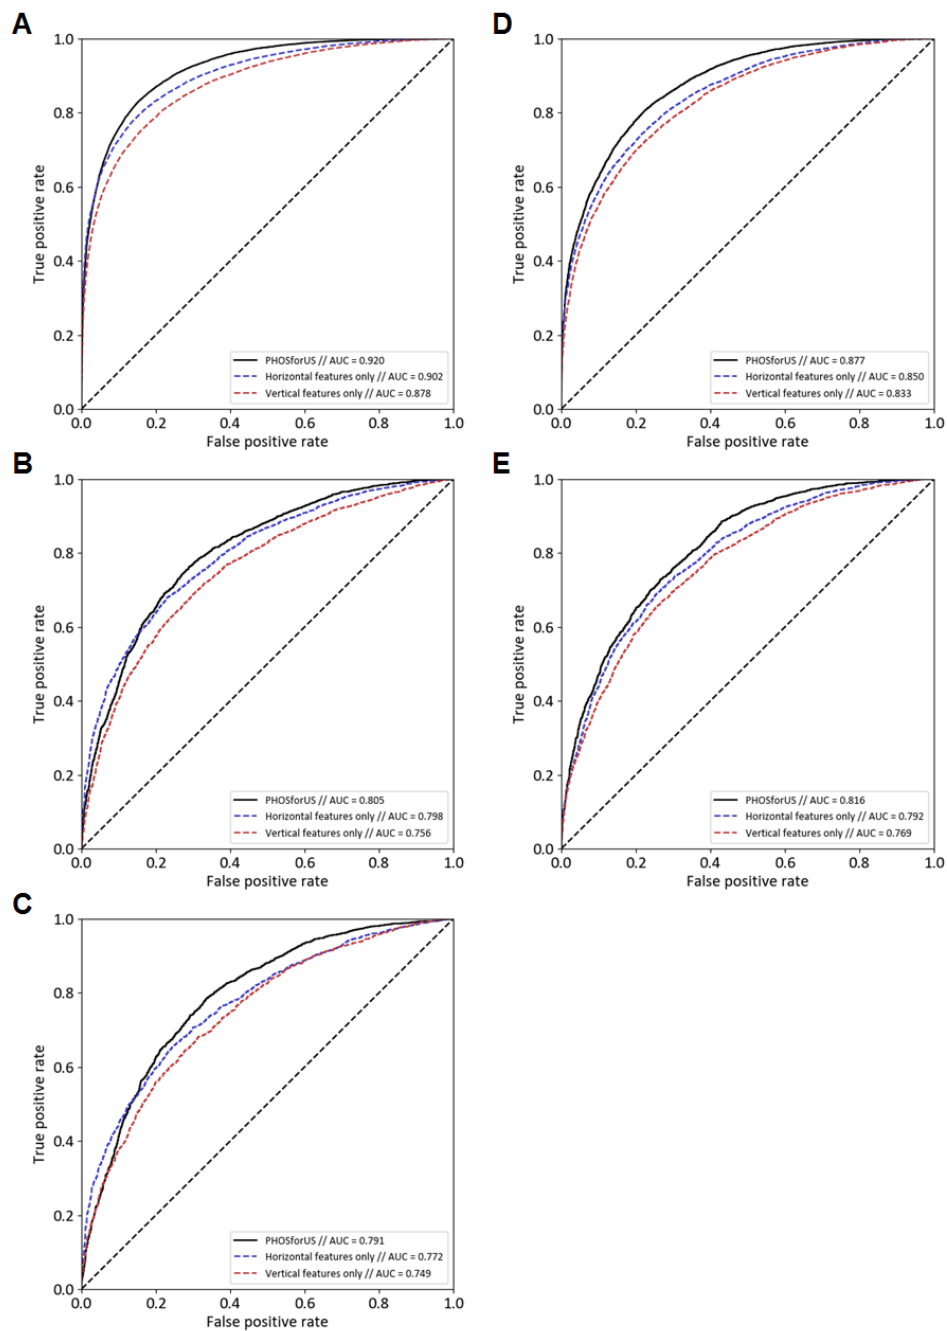 A
1.0
0.8
0.6
0.4
0.2
0.0
True positive rate
PHOSforUS // AUC = 0.920
Horizontal features only // AUC = 0.902
Vertical features only // AUC = 0.878
0.0 0.2 0.4 0.6 0.8 1.0
False positive rate
D
1.0
0.8
0.6
0.4
0.2
0.0
True positive rate
PHOSforUS // AUC = 0.877
Horizontal features only // AUC = 0.850
Vertical features only // AUC = 0.833
0.0 0.2 0.4 0.6 0.8 1.0
False positive rate
B
1.0
0.8
0.6
0.4
0.2
0.0
True positive rate
PHOSforUS // AUC = 0.805
Horizontal features only // AUC = 0.798
Vertical features only // AUC = 0.756
0.0 0.2 0.4 0.6 0.8 1.0
False positive rate
E
1.0
0.8
0.6
0.4
0.2
0.0
True positive rate
PHOSforUS // AUC = 0.816
Horizontal features only // AUC = 0.792
Vertical features only // AUC = 0.769
0.0 0.2 0.4 0.6 0.8 1.0
False positive rate
C
1.0
0.8
0.6
0.4
0.2
0.0
True positive rate
PHOSforUS // AUC = 0.791
Horizontal features only // AUC = 0.772
Vertical features only // AUC = 0.749
0.0 0.2 0.4 0.6 0.8 1.0
False positive rate